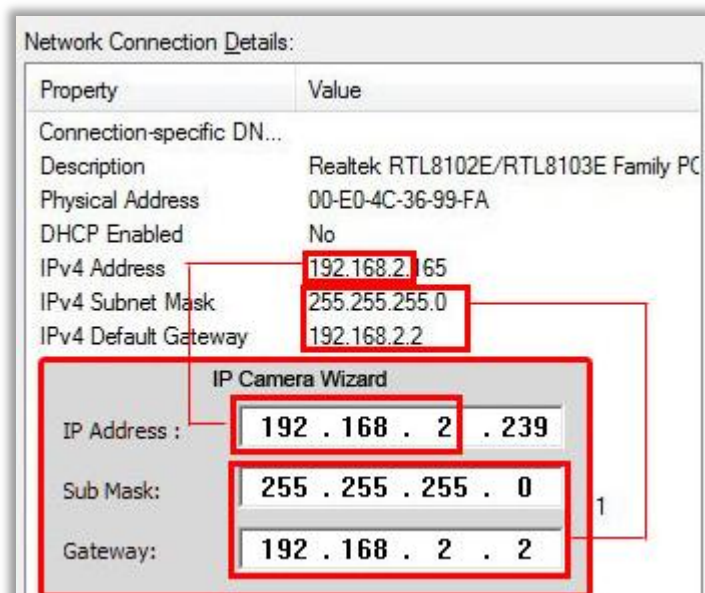 Network Connection Details:
Property Value
Connection-specific DN...
Description Realtek RTL8102E/RTL8103E Family PC
Physical Address 00-E0-4C-36-99-FA
DHCP Enabled No
IPv4 Address 192.168.2.165
IPv4 Subnet Mask 255.255.255.0
IPv4 Default Gateway 192.168.2.2
IP Camera Wizard
IP Address : 192 . 168 . 2 . 239
Sub Mask: 255 . 255 . 255 . 0
1
Gateway: 192 . 168 . 2 . 2